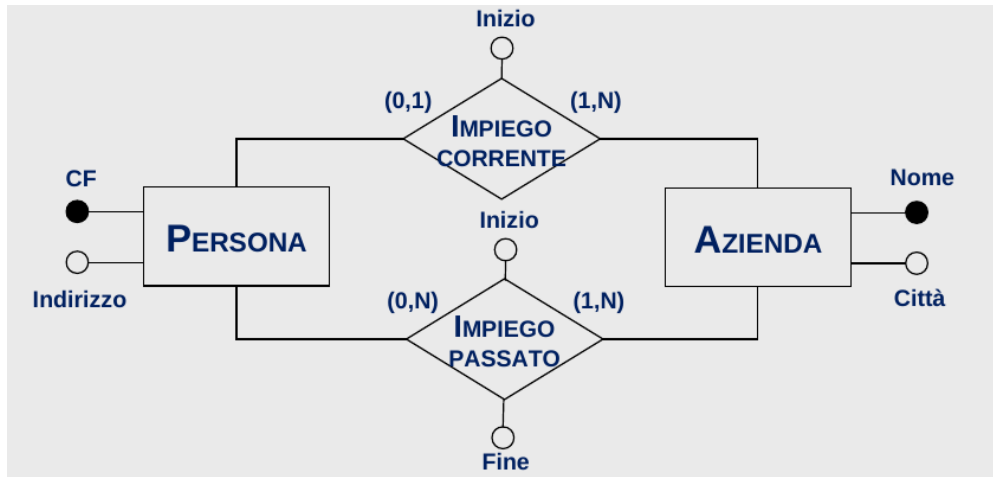 Inizio
(0,1)
(1,N)
IMPIEGO
CORRENTE
CF
Nome
PERSONA
AZIENDA
Indirizzo
Città
Inizio
(0,N)
(1,N)
IMPIEGO
PASSATO
Fine